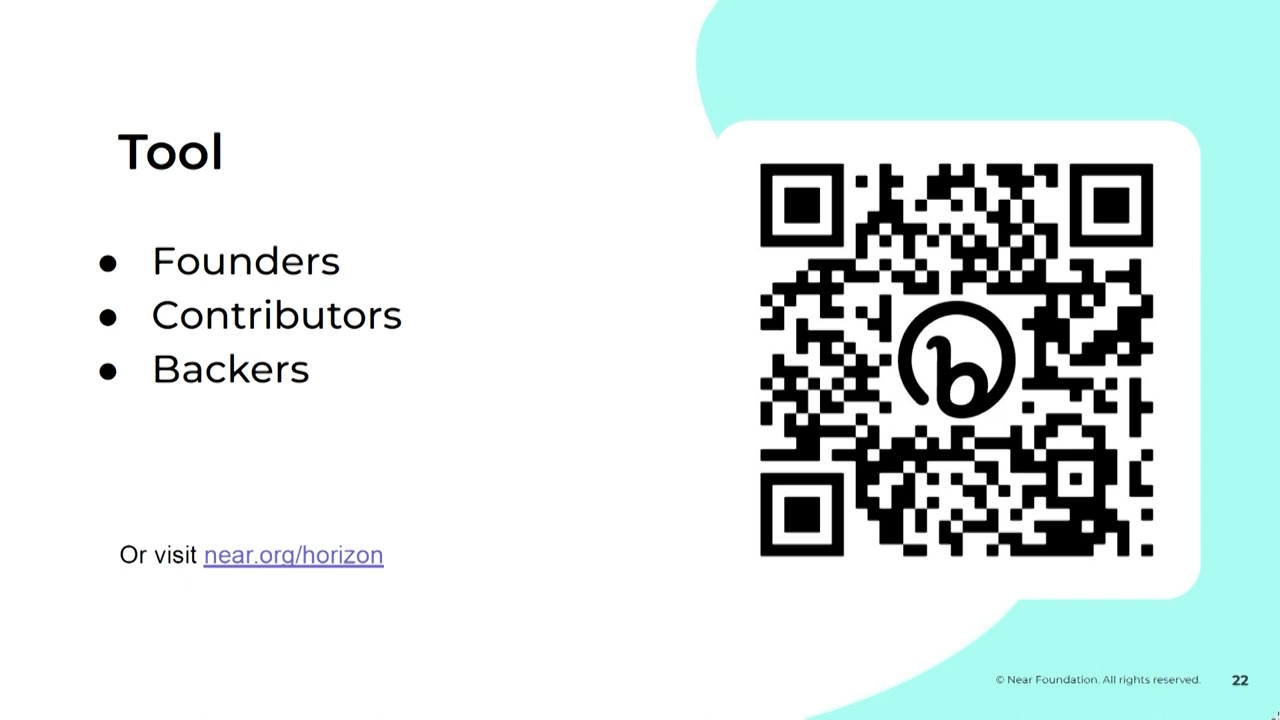 Tool
● Founders
● Contributors
● Backers
Or visit near.org/horizon
© Near Foundation. All rights reserved.
22